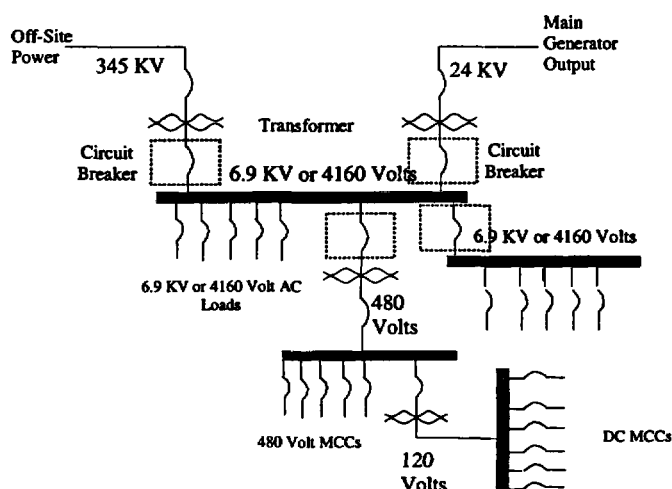 Off-Site
Power
345 KV
Main
Generator
Output
24 KV
Transformer
Circuit
Breaker
Circuit
Breaker
6.9 KV or 4160 Volts
6.9 KV or 4160 Volts
6.9 KV or 4160 Volt AC
Loads
480
Volts
480 Volt MCCs
120
Volts
DC MCCs